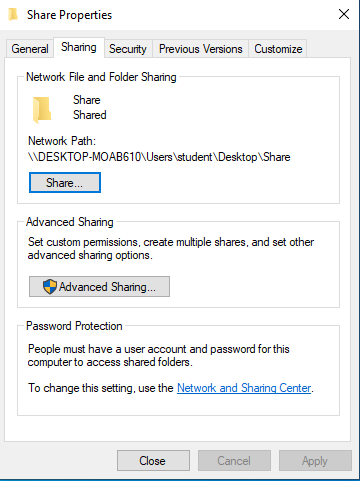 Share Properties
General Sharing Security Previous Versions Customize
Network File and Folder Sharing
Share
Shared
Network Path:
\\DESKTOP-MOAB610\Users\student\Desktop\Share
Share...
Advanced Sharing
Set custom permissions, create multiple shares, and set other
advanced sharing options.
Advanced Sharing...
Password Protection
People must have a user account and password for this
computer to access shared folders.
To change this setting, use the Network and Sharing Center.
Close Cancel Apply